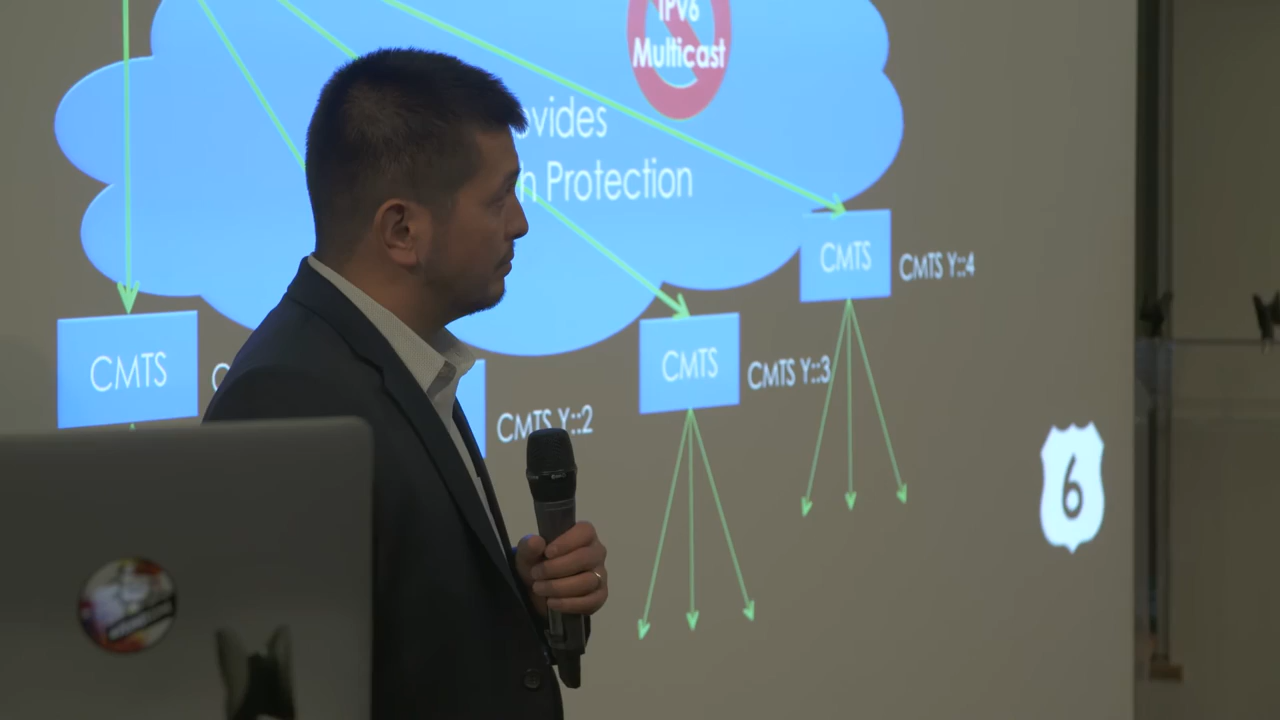 IPv6
Multicast
ovides
h Protection
CMTS
CMTS Y::4
CMTS
CMTS Y::3
CMTS
CMTS Y::2
6